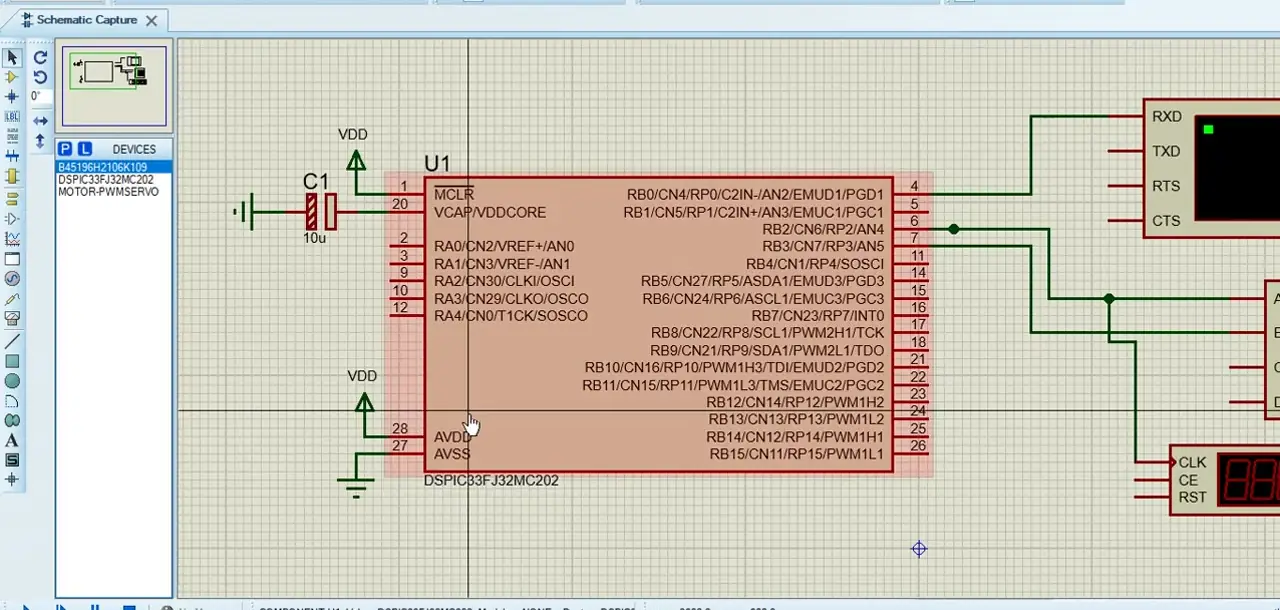 Schematic Capture
0°
LBL
P L DEVICES
B45196H2106K109
DSPIC33FJ32MC202
MOTOR-PWMSERVO
A
S
VDD
C1
10u
U1
1 MCLR
20 VCAP/VDDCORE
2 RA0/CN2/VREF+/AN0
3 RA1/CN3/VREF-/AN1
9 RA2/CN30/CLKI/OSCI
10 RA3/CN29/CLKO/OSCO
12 RA4/CN0/T1CK/SOSCO
VDD
28 AVDD
27 AVSS
DSPIC33FJ32MC202
RB0/CN4/RP0/C2IN-/AN2/EMUD1/PGD1 4
RB1/CN5/RP1/C2IN+/AN3/EMUC1/PGC1 5
RB2/CN6/RP2/AN4 6
RB3/CN7/RP3/AN5 7
RB4/CN1/RP4/SOSCI 11
RB5/CN27/RP5/ASDA1/EMUD3/PGD3 14
RB6/CN24/RP6/ASCL1/EMUC3/PGC3 15
RB7/CN23/RP7/INT0 16
RB8/CN22/RP8/SCL1/PWM2H1/TCK 17
RB9/CN21/RP9/SDA1/PWM2L1/TDO 18
RB10/CN16/RP10/PWM1H3/TDI/EMUD2/PGD2 21
RB11/CN15/RP11/PWM1L3/TMS/EMUC2/PGC2 22
RB12/CN14/RP12/PWM1H2 23
RB13/CN13/RP13/PWM1L2 24
RB14/CN12/RP14/PWM1H1 25
RB15/CN11/RP15/PWM1L1 26
RXD
TXD
RTS
CTS
CLK
CE
RST